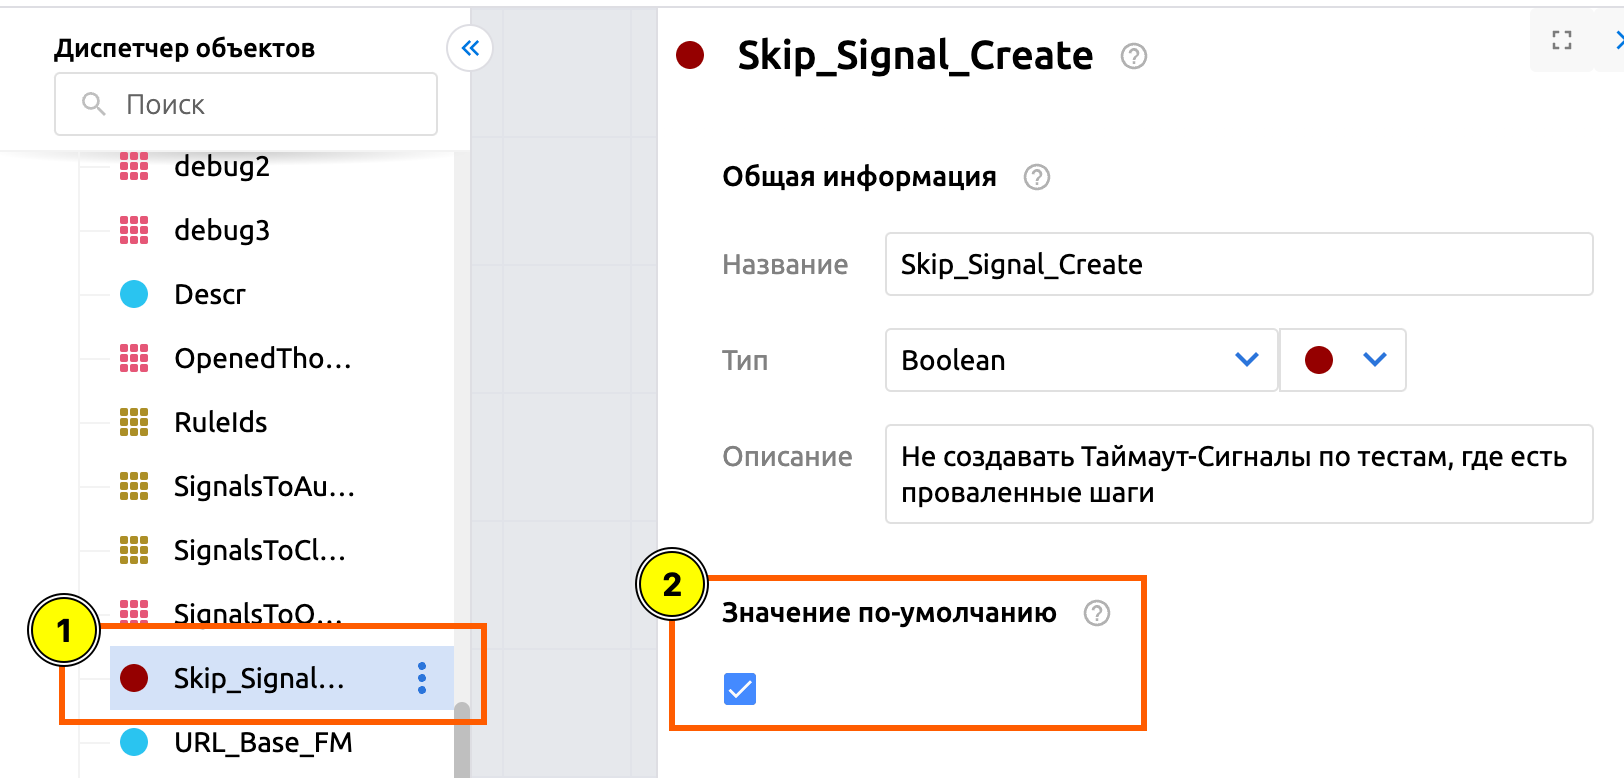 Диспетчер объектов
Поиск
debug2
debug3
Descr
OpenedTho...
RuleIds
SignalsToAu...
SignalsToCl...
SignalsToO...
1
Skip_Signal...
URL_Base_FM
Skip_Signal_Create
Общая информация
Название
Skip_Signal_Create
Тип
Boolean
Описание
Не создавать Таймаут-Сигналы по тестам, где есть
проваленные шаги
2
Значение по-умолчанию